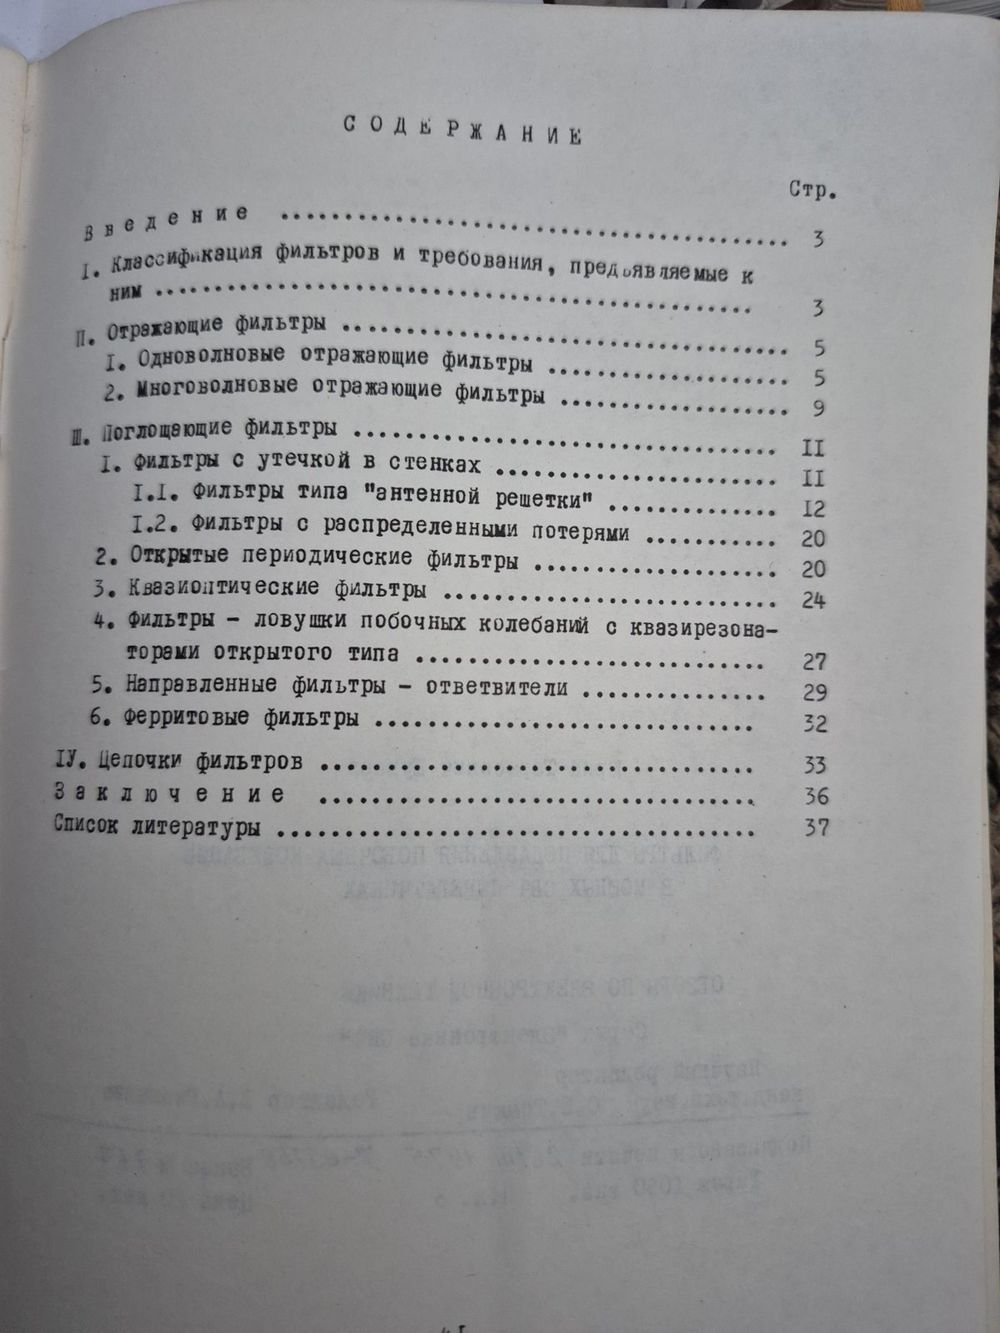 СОДЕРЖАНИЕ
Стр.
Введение ........................................ 3
I. Классификация фильтров и требования, предъявляемые к
ним ........................................ 3
П. Отражающие фильтры ........................................ 5
I. Одноволновые отражающие фильтры .................... 5
2. Многоволновые отражающие фильтры .................... 9
Ш. Поглощающие фильтры ........................................ II
I. Фильтры с утечкой в стенках .................... II
I.I. Фильтры типа "антенной решетки" .............. I2
I.2. Фильтры с распределенными потерями ........... 20
2. Открытые периодические фильтры .................... 20
3. Квазиоптические фильтры .................... 24
4. Фильтры - ловушки побочных колебаний с квазирезона-
торами открытого типа .................... 27
5. Направленные фильтры - ответвители .............. 29
6. Ферритовые фильтры .................... 32
IУ. Цепочки фильтров ........................................ 33
Заключение ........................................ 36
Список литературы ........................................ 37